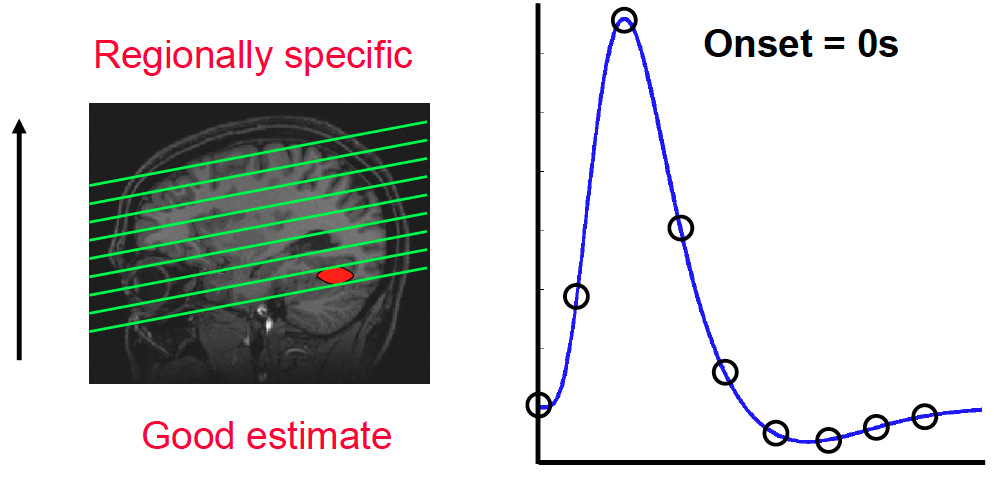 Regionally specific
Onset = 0s
Good estimate